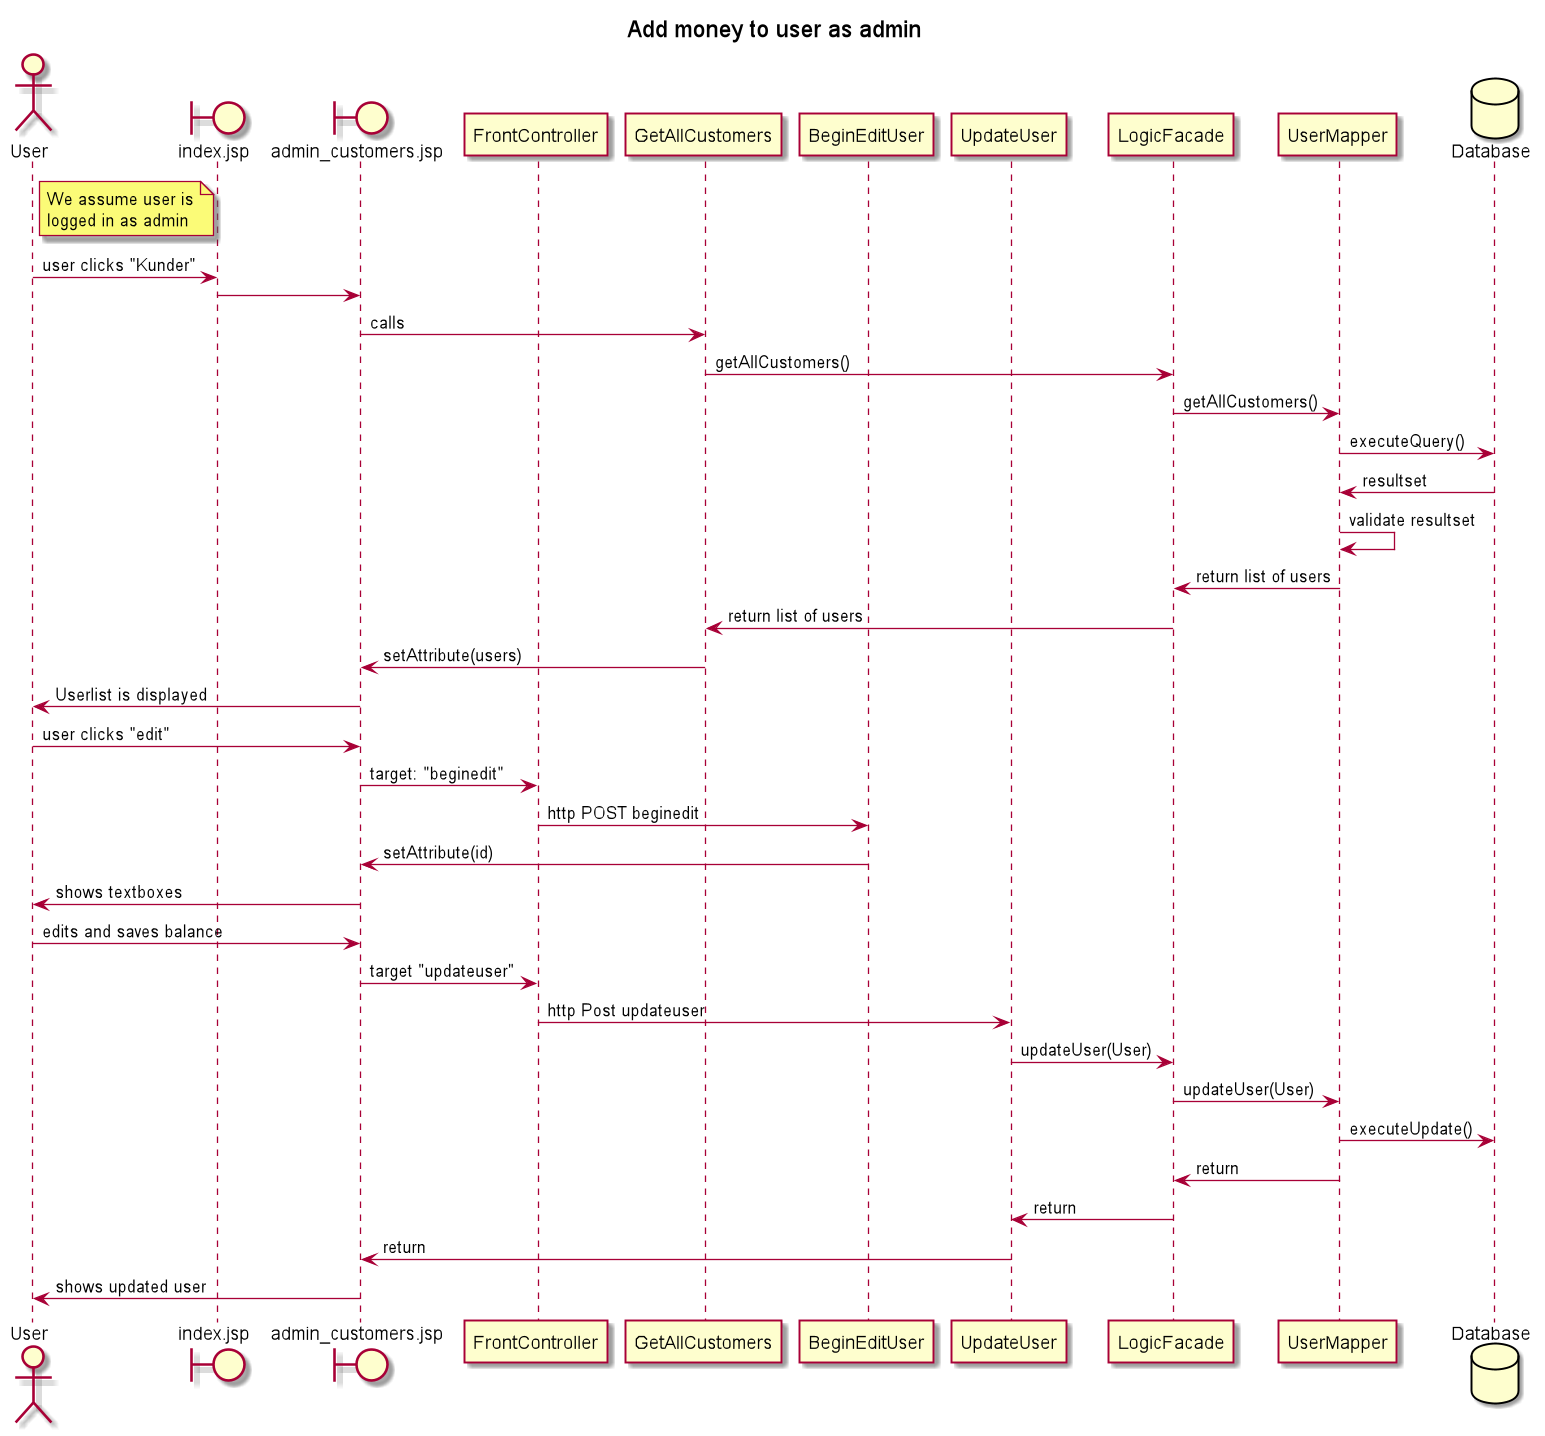 Add money to user as admin
User
index.jsp
admin_customers.jsp
FrontController
GetAllCustomers
BeginEditUser
UpdateUser
LogicFacade
UserMapper
Database
We assume user is
logged in as admin
user clicks "Kunder"
calls
getAllCustomers()
getAllCustomers()
executeQuery()
resultset
validate resultset
return list of users
return list of users
setAttribute(users)
Userlist is displayed
user clicks "edit"
target: "beginedit"
http POST beginedit
setAttribute(id)
shows textboxes
edits and saves balance
target "updateuser"
http Post updateuser
updateUser(User)
updateUser(User)
executeUpdate()
return
return
return
shows updated user
User
index.jsp
admin_customers.jsp
FrontController
GetAllCustomers
BeginEditUser
UpdateUser
LogicFacade
UserMapper
Database